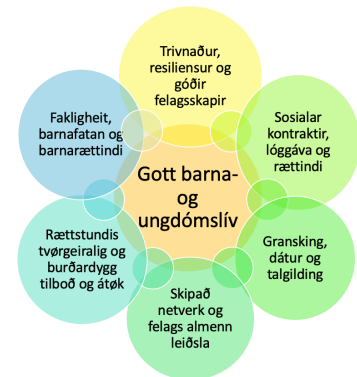 Trivnaður,
resiliensur og
góðir
felagsskapir
Sosialar
kontraktir,
lóggáva og
rættindi
Gransking,
dátur og
talgilding
Skipað
netverk og
felags almenn
leiðsla
Rættstundis
tvørgeiralig og
burðardygg
tilboð og átøk
Fakligheit,
barnafatan og
barnarættindi
Gott barna-
og
ungdómslív